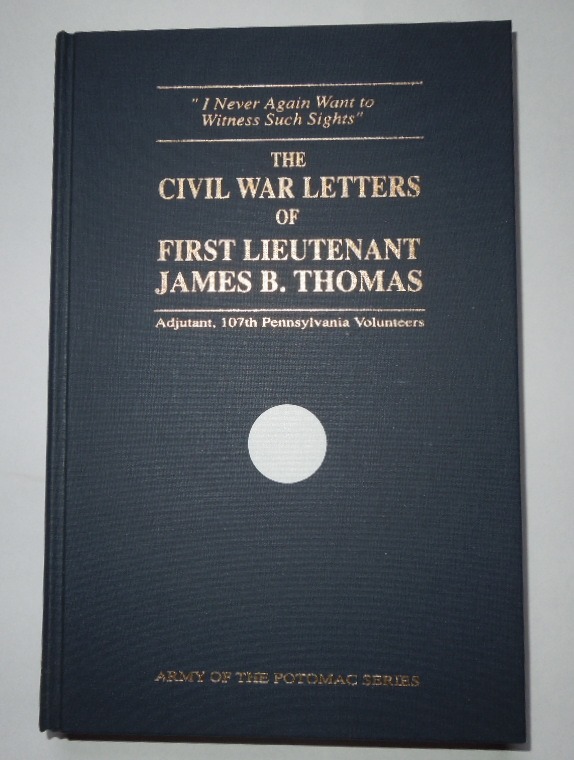 " I Never Again Want to
Witness Such Sights"
THE
CIVIL WAR LETTERS
OF
FIRST LIEUTENANT
JAMES B. THOMAS
Adjutant, 107th Pennsylvania Volunteers
ARMY OF THE POTOMAC SERIES